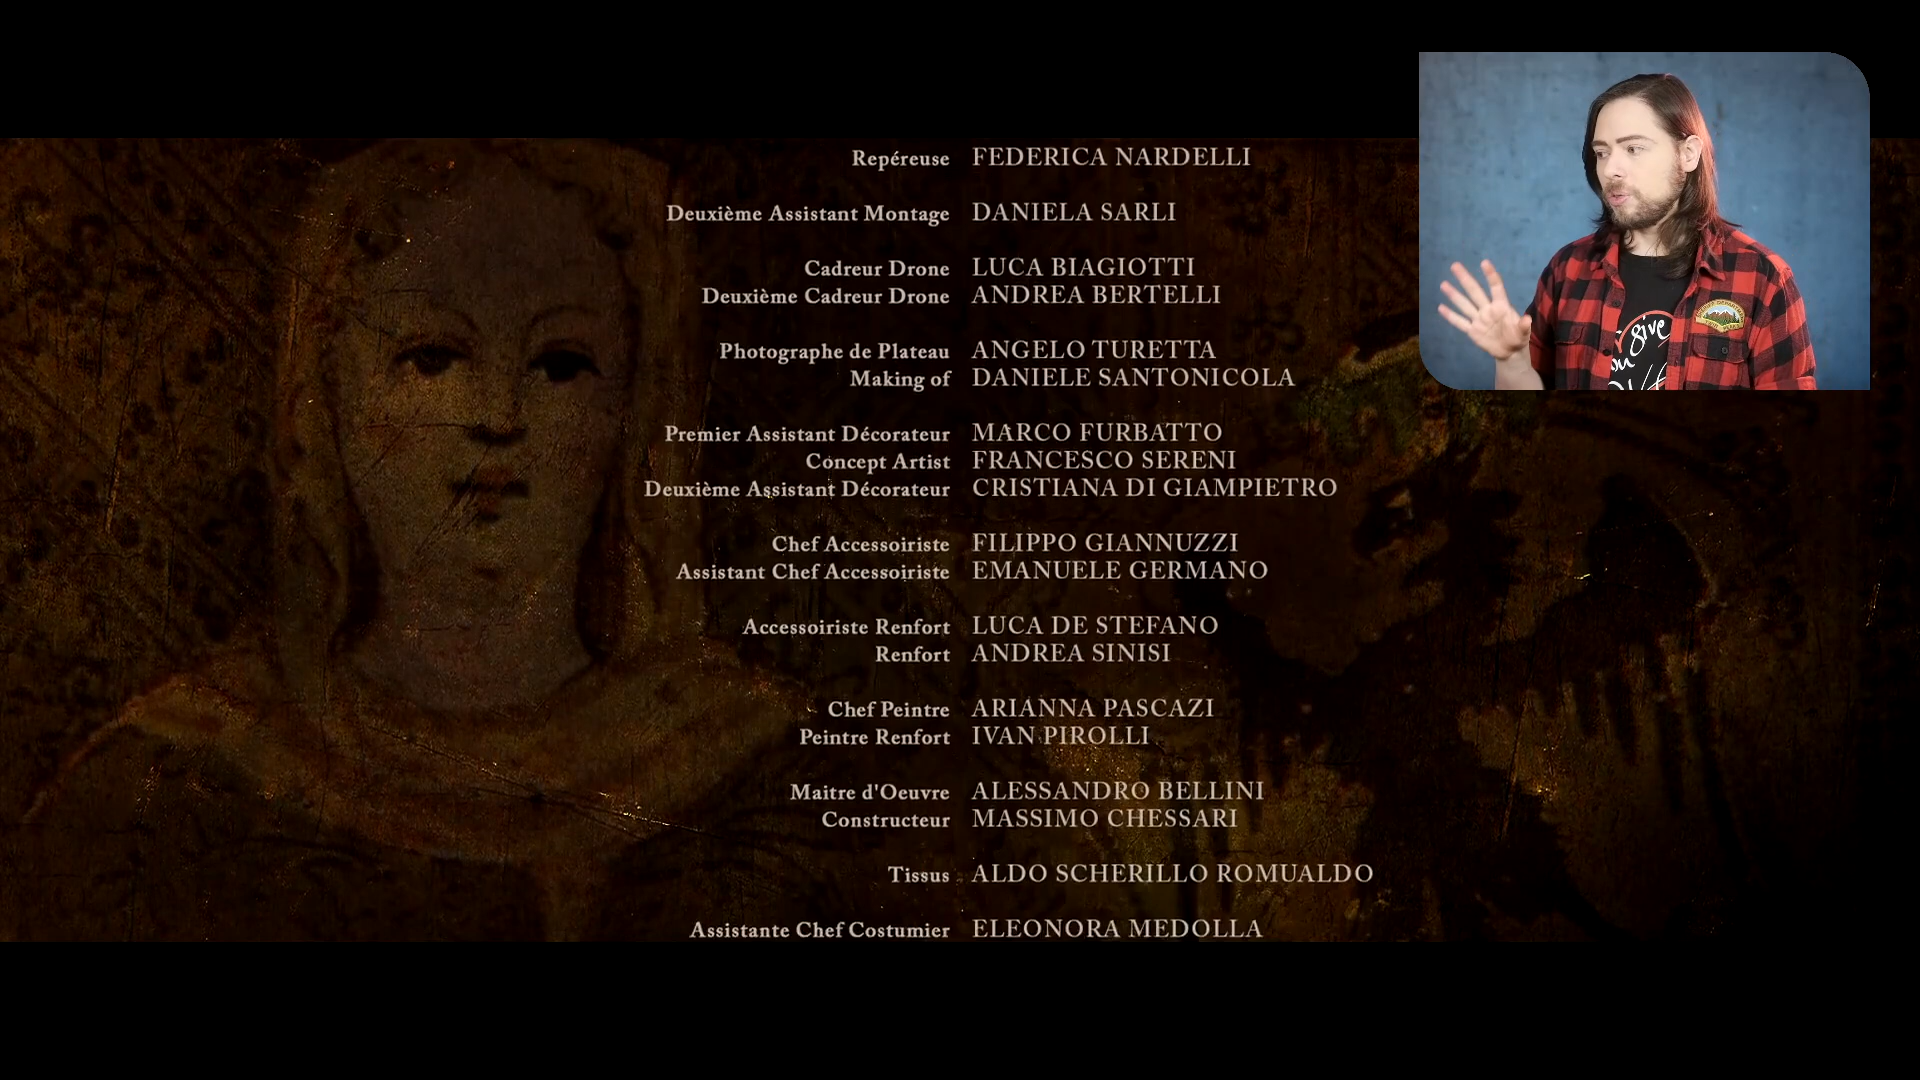 Repéreuse FEDERICA NARDELLI
Deuxième Assistant Montage DANIELA SARLI
Cadreur Drone LUCA BIAGIOTTI
Deuxième Cadreur Drone ANDREA BERTELLI
Photographe de Plateau ANGELO TURETTA
Making of DANIELE SANTONICOLA
Premier Assistant Décorateur MARCO FURBATTO
Concept Artist FRANCESCO SERENI
Deuxième Assistant Décorateur CRISTIANA DI GIAMPIETRO
Chef Accessoiriste FILIPPO GIANNUZZI
Assistant Chef Accessoiriste EMANUELE GERMANO
Accessoiriste Renfort LUCA DE STEFANO
Renfort ANDREA SINISI
Chef Peintre ARIANNA PASCAZI
Peintre Renfort IVAN PIROLLI
Maitre d'Oeuvre ALESSANDRO BELLINI
Constructeur MASSIMO CHESSARI
Tissus ALDO SCHERILLO ROMUALDO
Assistante Chef Costumier ELEONORA MEDOLLA
give